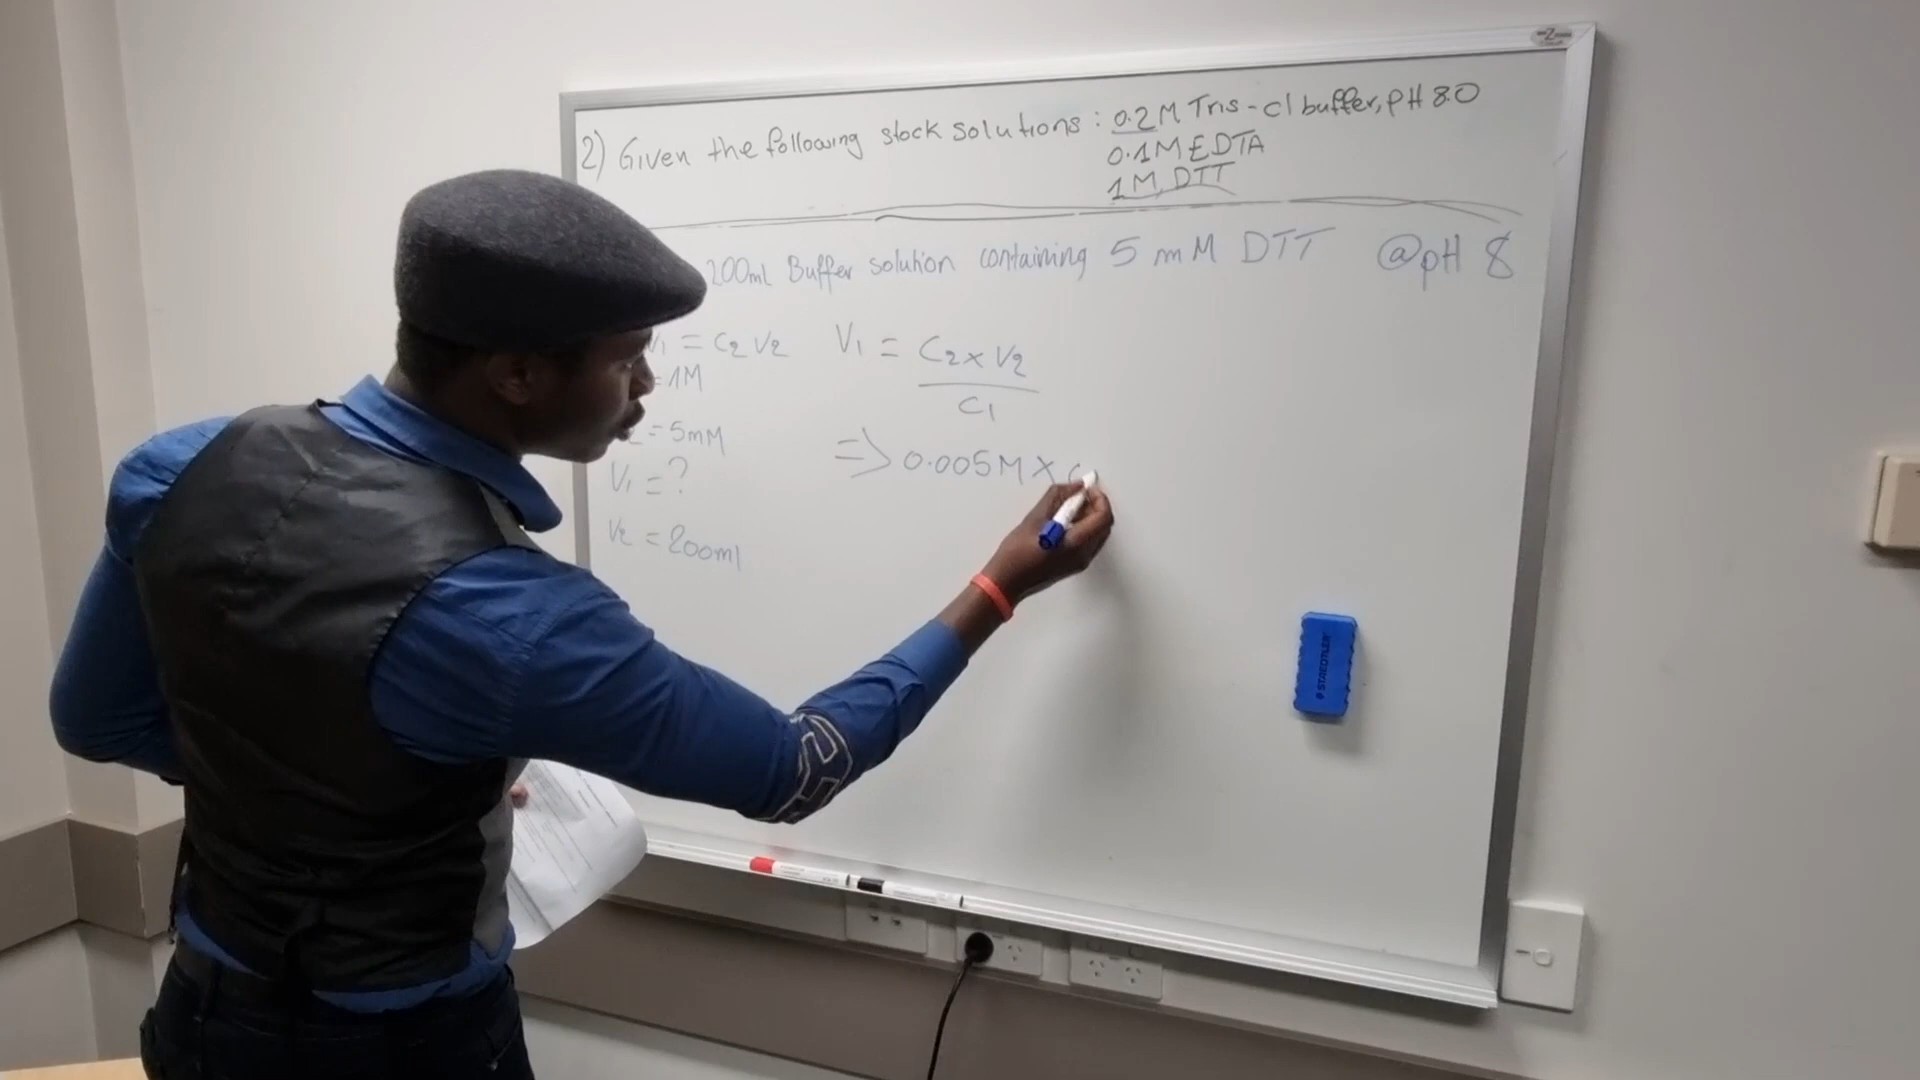 2) Given the following stock solutions : 0.2M Tris-cl buffer, pH 8.0
0.1M EDTA
1M DTT
200ml Buffer solution containing 5 mM DTT @pH 8
V1 = C2 V2
= 1M
= 5mM
V1 = ?
V2 = 200ml
V1 = C2 x V2
C1
=> 0.005M X
STAEDTLER